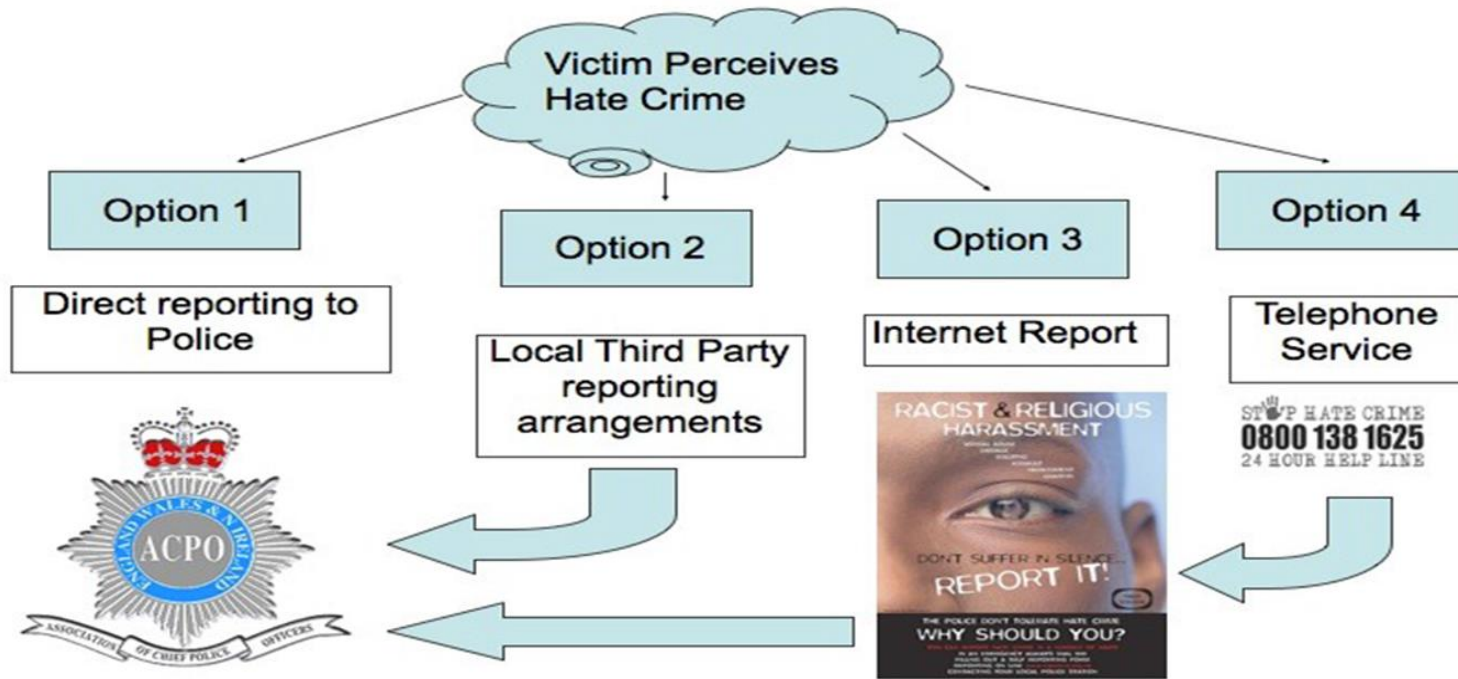 Victim Perceives
Hate Crime
Option 1
Option 2
Option 3
Option 4
Direct reporting to
Police
Local Third Party
reporting
arrangements
Internet Report
Telephone
Service
ENGLAND WALES & N IRELAND
ACPO
ASSOCIATION
OF CHIEF POLICE
OFFICERS
RACIST & RELIGIOUS
HARASSMENT
DON'T SUFFER IN SILENCE...
REPORT IT!
THE POLICE DON'T TOLERATE HATE CRIME
WHY SHOULD YOU?
STOP HATE CRIME
0800 138 1625
24 HOUR HELP LINE